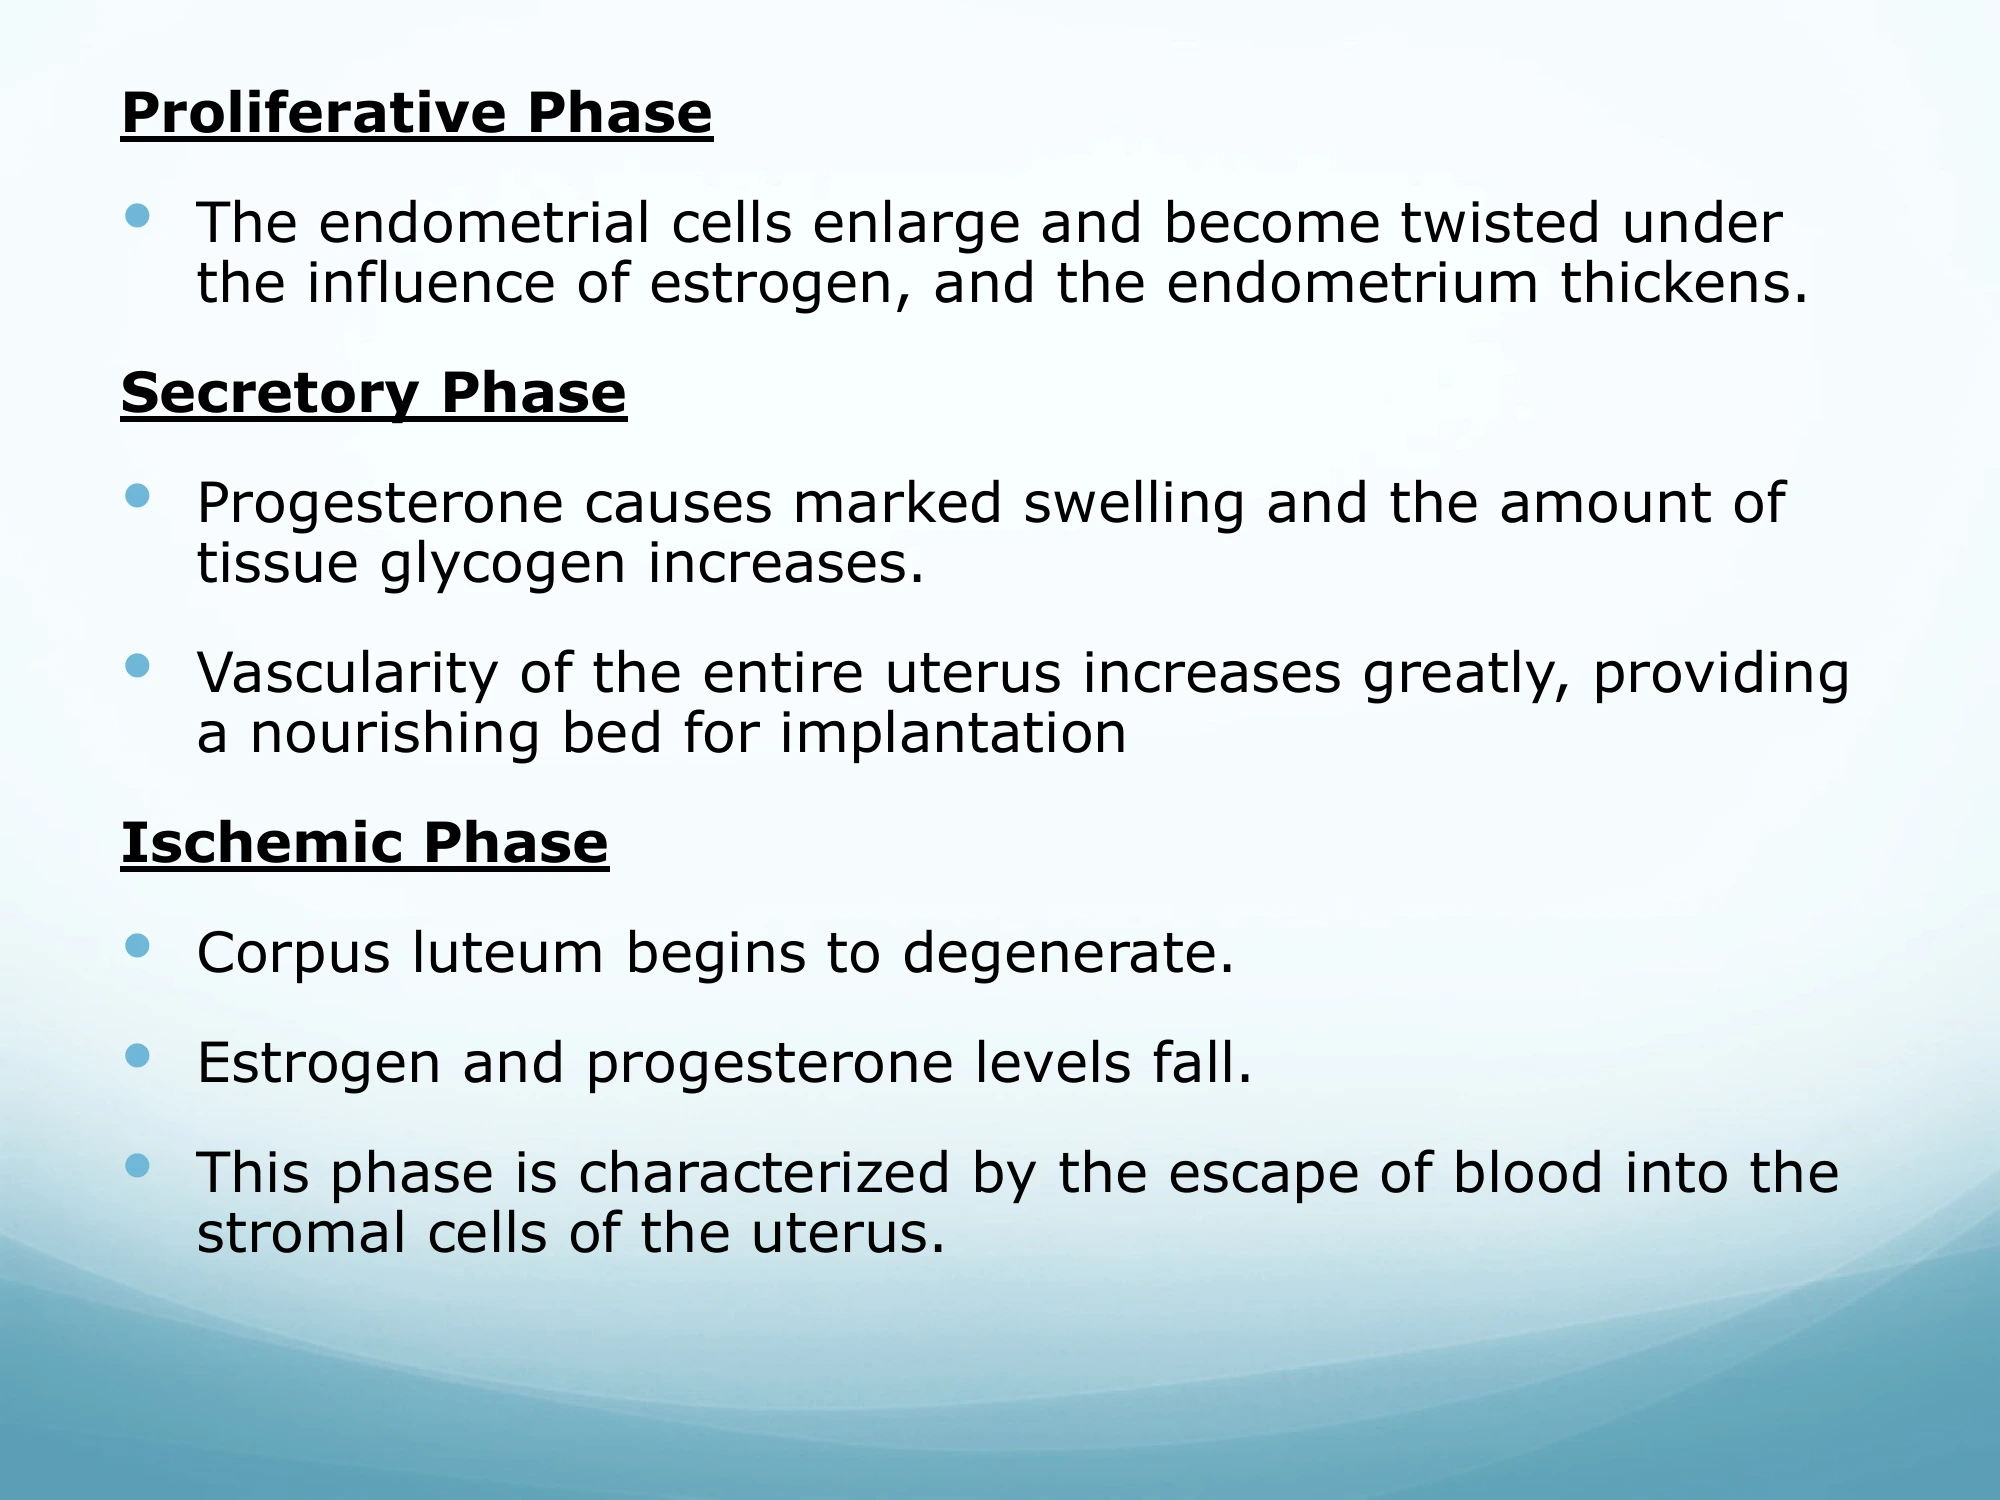 Proliferative Phase
• The endometrial cells enlarge and become twisted under
the influence of estrogen, and the endometrium thickens.
Secretory Phase
• Progesterone causes marked swelling and the amount of
tissue glycogen increases.
• Vascularity of the entire uterus increases greatly, providing
a nourishing bed for implantation
Ischemic Phase
• Corpus luteum begins to degenerate.
• Estrogen and progesterone levels fall.
• This phase is characterized by the escape of blood into the
stromal cells of the uterus.